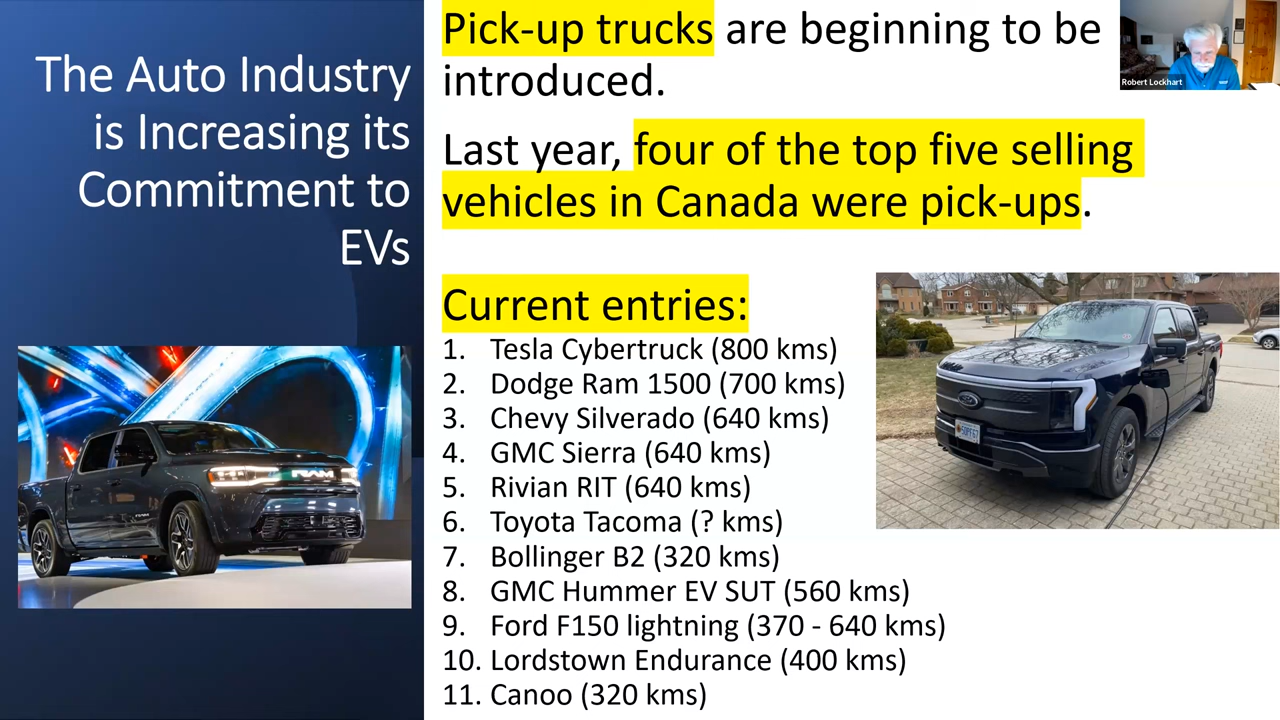 The Auto Industry
is Increasing its
Commitment to
EVs
Pick-up trucks are beginning to be
introduced.
Last year, four of the top five selling
vehicles in Canada were pick-ups.
Current entries:
1. Tesla Cybertruck (800 kms)
2. Dodge Ram 1500 (700 kms)
3. Chevy Silverado (640 kms)
4. GMC Sierra (640 kms)
5. Rivian RIT (640 kms)
6. Toyota Tacoma (? kms)
7. Bollinger B2 (320 kms)
8. GMC Hummer EV SUT (560 kms)
9. Ford F150 lightning (370 - 640 kms)
10. Lordstown Endurance (400 kms)
11. Canoo (320 kms)
Robert Lockhart
RAM